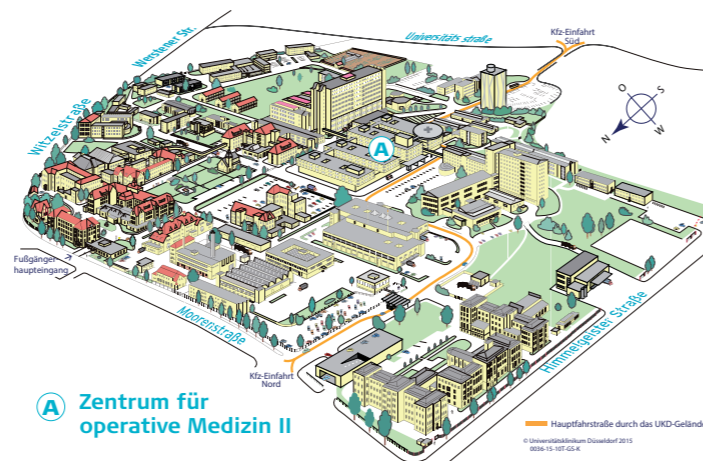 Werstener Str.
Universitäts straße
Kfz-Einfahrt
Süd
O
S
N
W
Witzelstraße
A
Fußgänger
haupteingang
Moorenstraße
Himmelgeister Straße
Kfz-Einfahrt
Nord
A Zentrum für
operative Medizin II
Hauptfahrstraße durch das UKD-Gelände
© Universitätsklinikum Düsseldorf 2015
0036-15-10T-GS-K